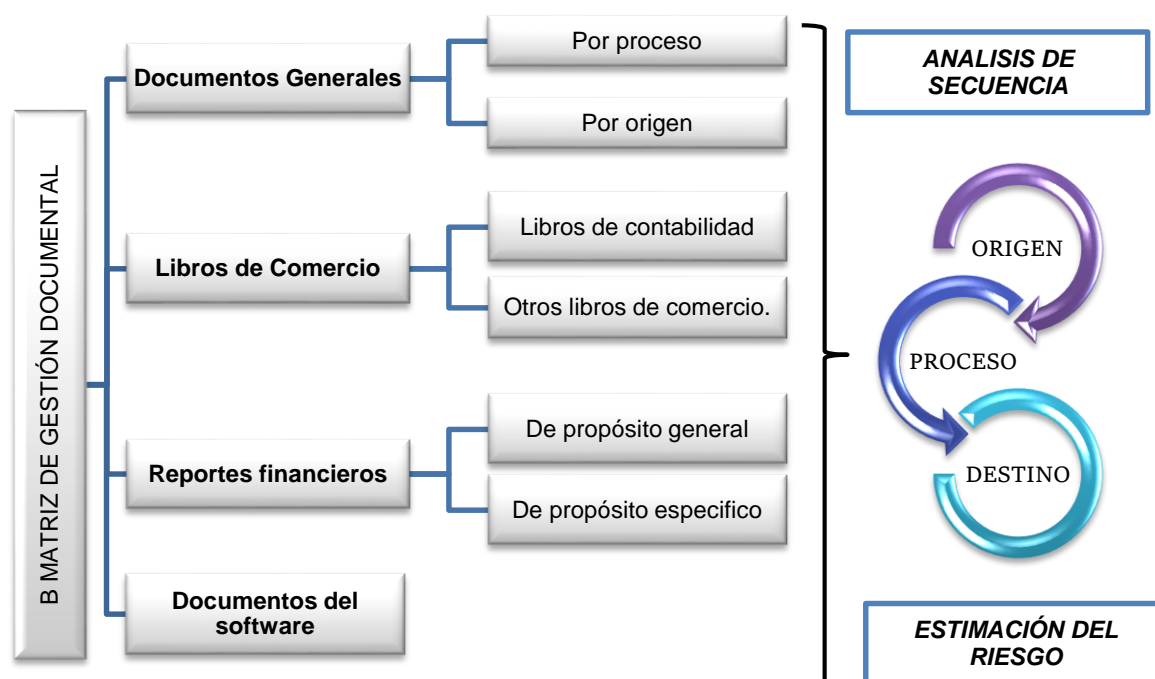 B MATRIZ DE GESTIÓN DOCUMENTAL
Documentos Generales
Por proceso
Por origen
Libros de Comercio
Libros de contabilidad
Otros libros de comercio.
Reportes financieros
De propósito general
De propósito especifico
Documentos del
software
ANALISIS DE
SECUENCIA
ORIGEN
PROCESO
DESTINO
ESTIMACIÓN DEL
RIESGO